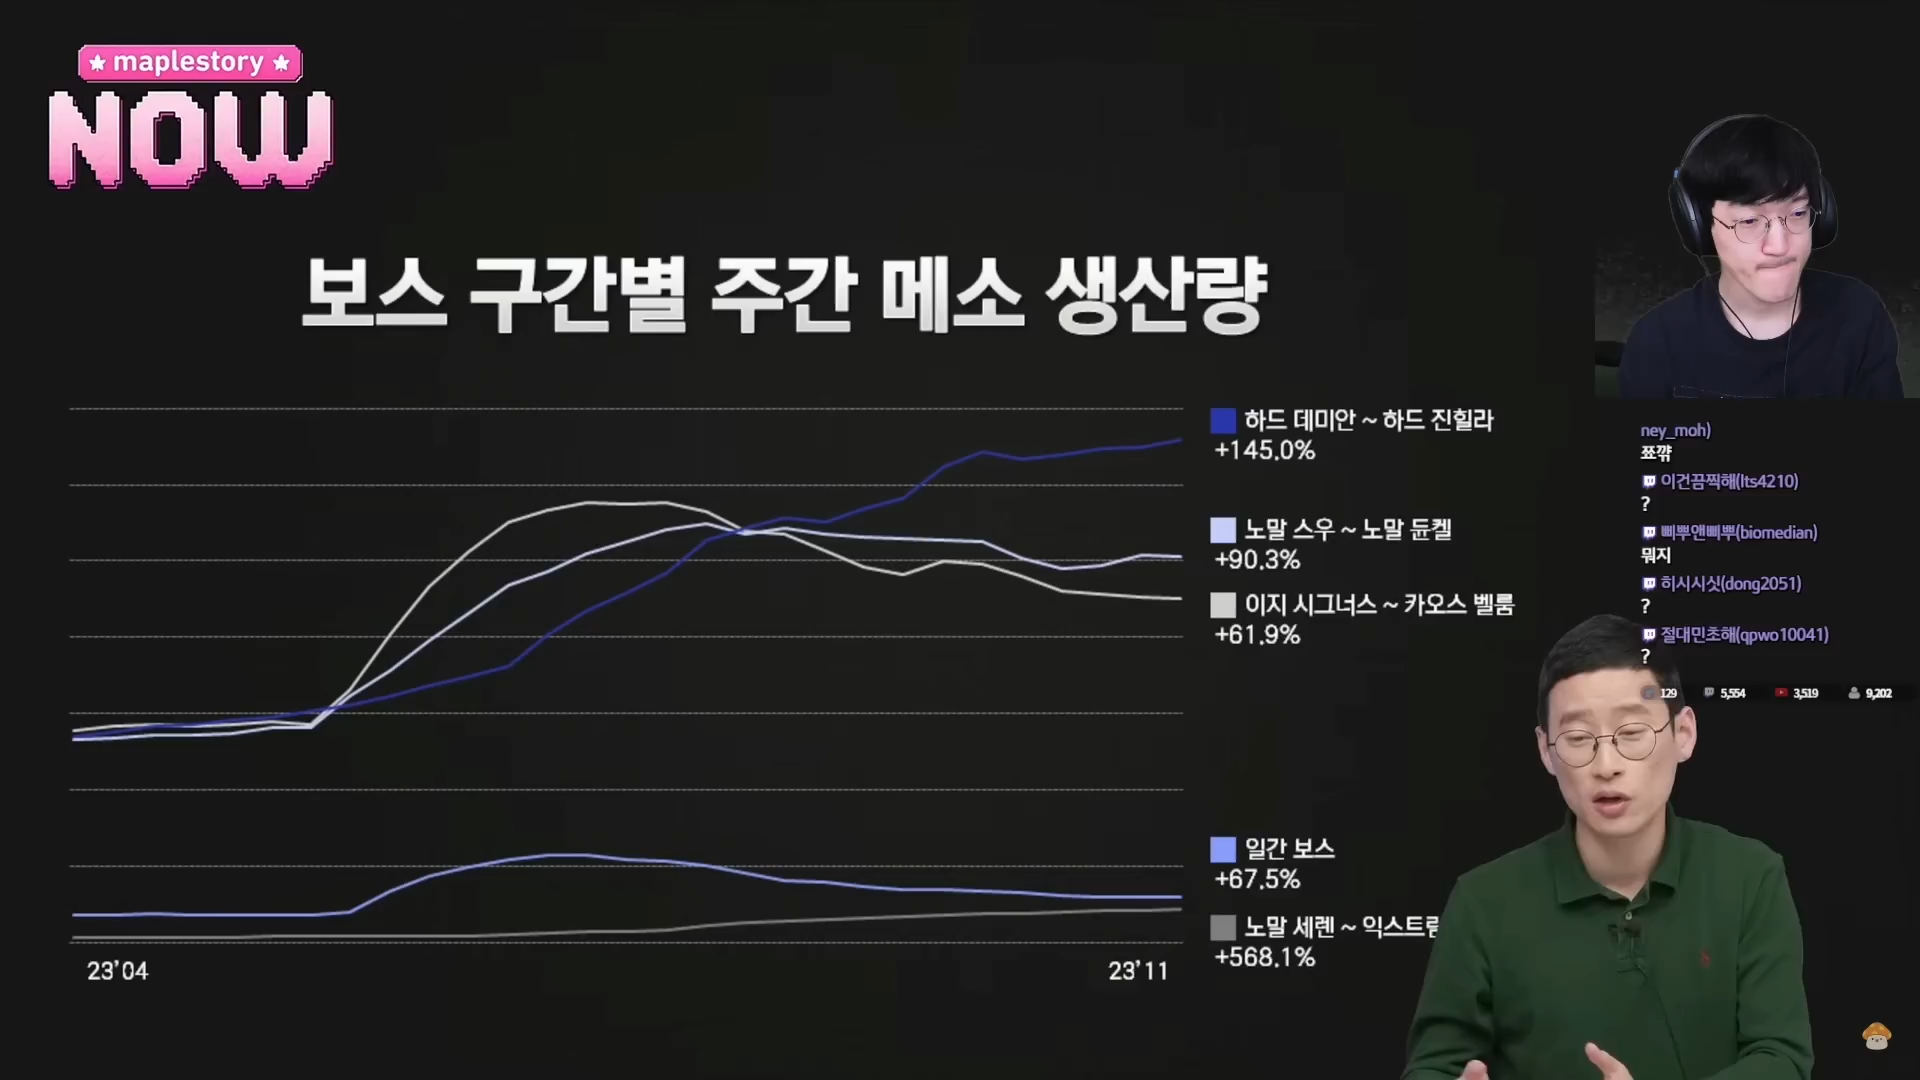 maplestory
NOW
보스 구간별 주간 메소 생산량
하드 데미안 ~ 하드 진힐라
+145.0%
노말 스우 ~ 노말 듄켈
+90.3%
이지 시그너스 ~ 카오스 벨룸
+61.9%
일간 보스
+67.5%
노말 세렌 ~ 익스트림
+568.1%
23'04
23'11
ney_moh)
쪼꺆
이건끔찍해(lts4210)
?
삐뿌앤삐뿌(biomedian)
뭐지
히시시싯(dong2051)
?
절대민초해(qpwo10041)
?
129 5,554 3,519 9,202